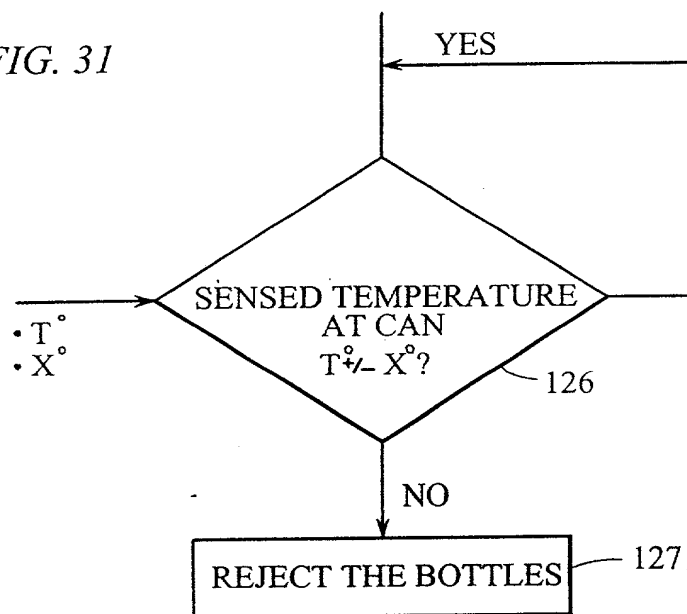 FIG. 31
YES
SENSED TEMPERATURE
AT CAN
T°+/- X°?
• T°
• X°
126
NO
REJECT THE BOTTLES
127